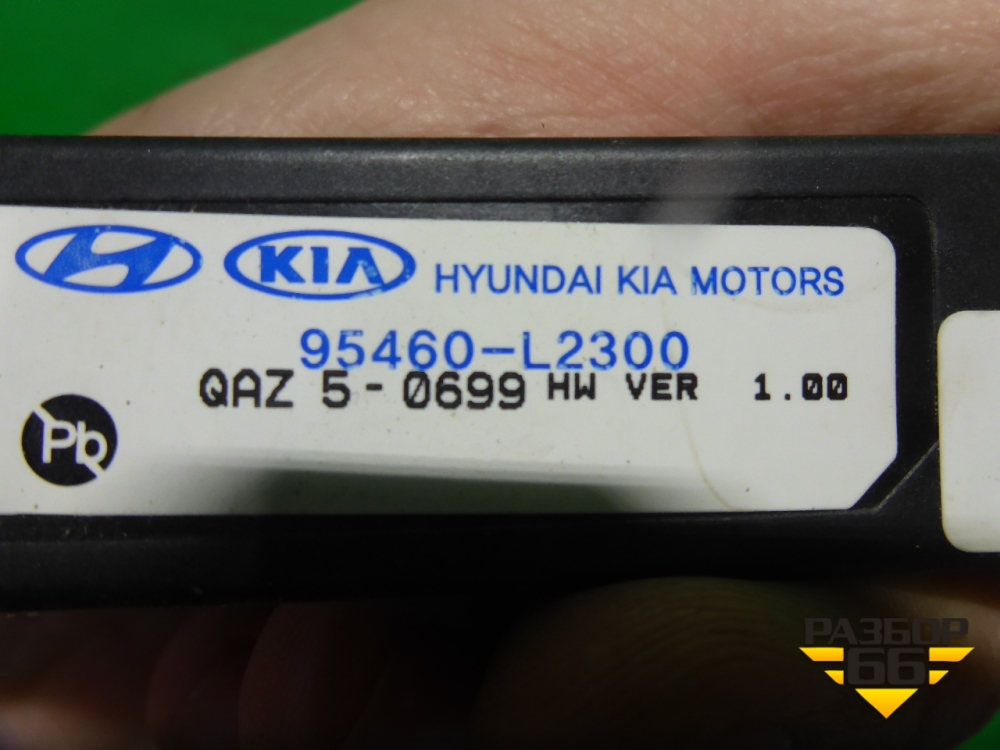 KIA HYUNDAI KIA MOTORS
95460-L2300
QAZ 5-0699 HW VER 1.00
Pb
РАЗБОР
66